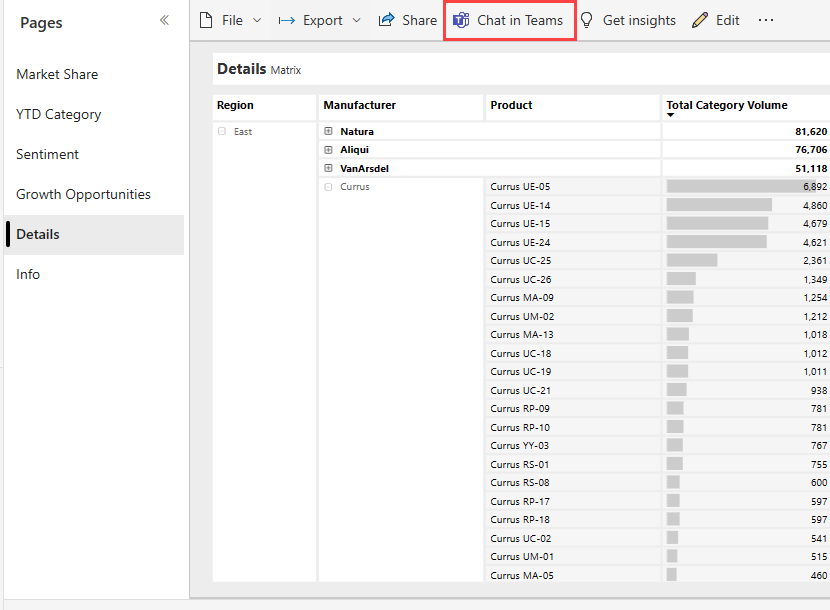 Pages
Market Share
YTD Category
Sentiment
Growth Opportunities
Details
Info
File Export Share Chat in Teams Get insights Edit ...
Details Matrix
Region Manufacturer Product Total Category Volume
East Natura 81,620
Aliqui 76,706
VanArsdel 51,118
Currus Currus UE-05 6,892
Currus UE-14 4,860
Currus UE-15 4,679
Currus UE-24 4,621
Currus UC-25 2,361
Currus UC-26 1,349
Currus MA-09 1,254
Currus UM-02 1,212
Currus MA-13 1,018
Currus UC-18 1,012
Currus UC-19 1,011
Currus UC-21 938
Currus RP-09 781
Currus RP-10 781
Currus YY-03 767
Currus RS-01 755
Currus RS-08 600
Currus RP-17 597
Currus RP-18 597
Currus UC-02 541
Currus UM-01 515
Currus MA-05 460